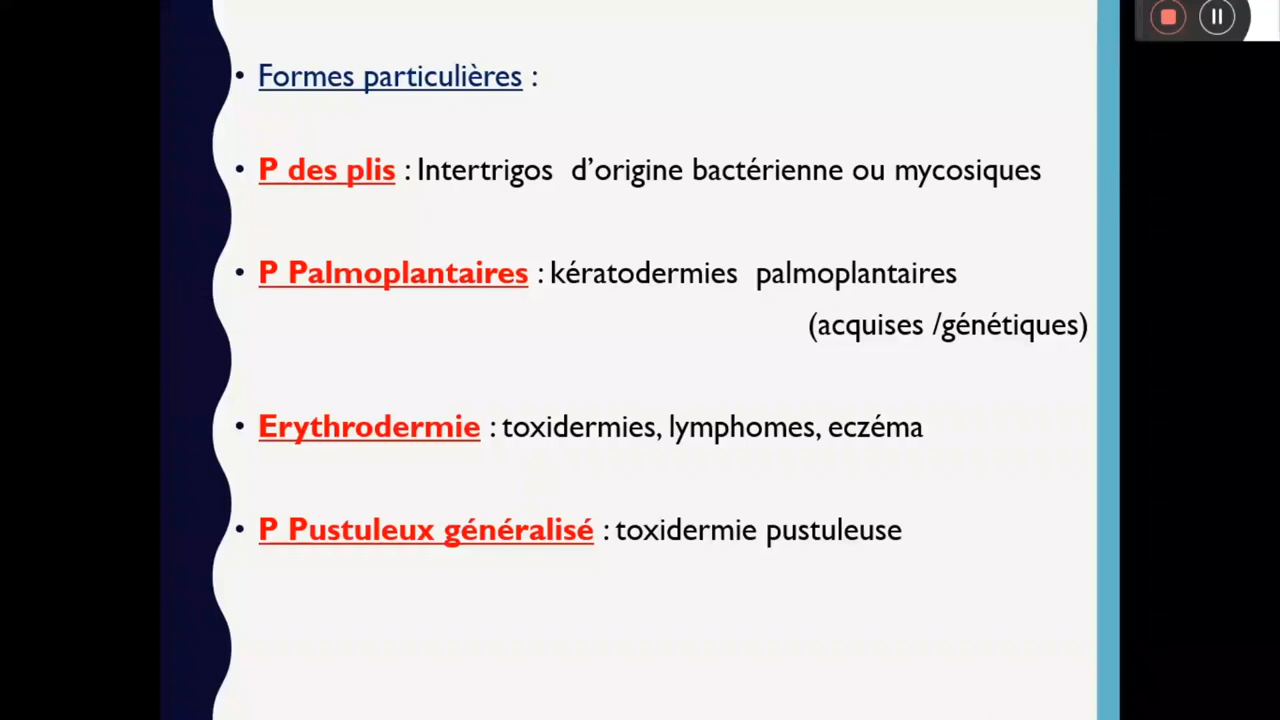 • Formes particulières :
• P des plis : Intertrigos d’origine bactérienne ou mycosiques
• P Palmoplantaires : kératodermies palmoplantaires
(acquises /génétiques)
• Erythrodermie : toxidermies, lymphomes, eczéma
• P Pustuleux généralisé : toxidermie pustuleuse